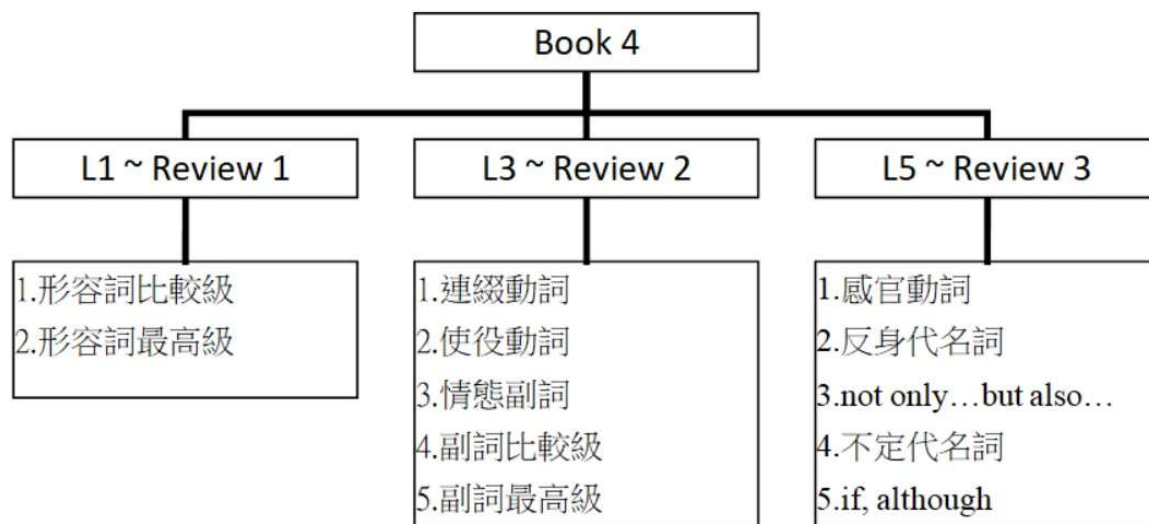 Book 4
L1 ~ Review 1
1.形容詞比較級
2.形容詞最高級
L3 ~ Review 2
1.連綴動詞
2.使役動詞
3.情態副詞
4.副詞比較級
5.副詞最高級
L5 ~ Review 3
1.感官動詞
2.反身代名詞
3.not only…but also…
4.不定代名詞
5.if, although